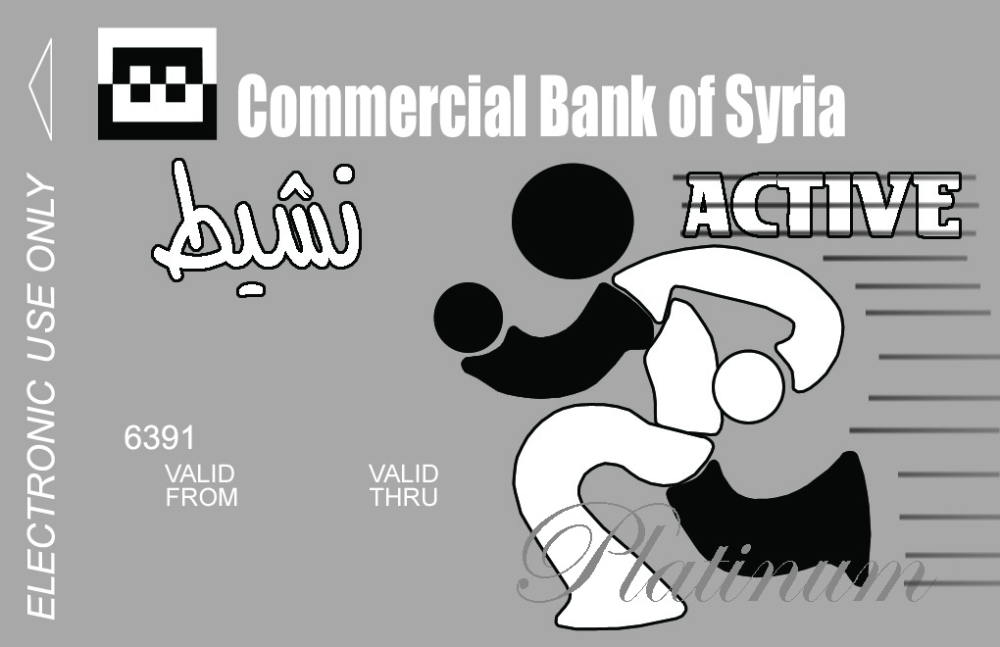 Commercial Bank of Syria
نشيط
ACTIVE
ELECTRONIC USE ONLY
6391
VALID FROM
VALID THRU
Platinum